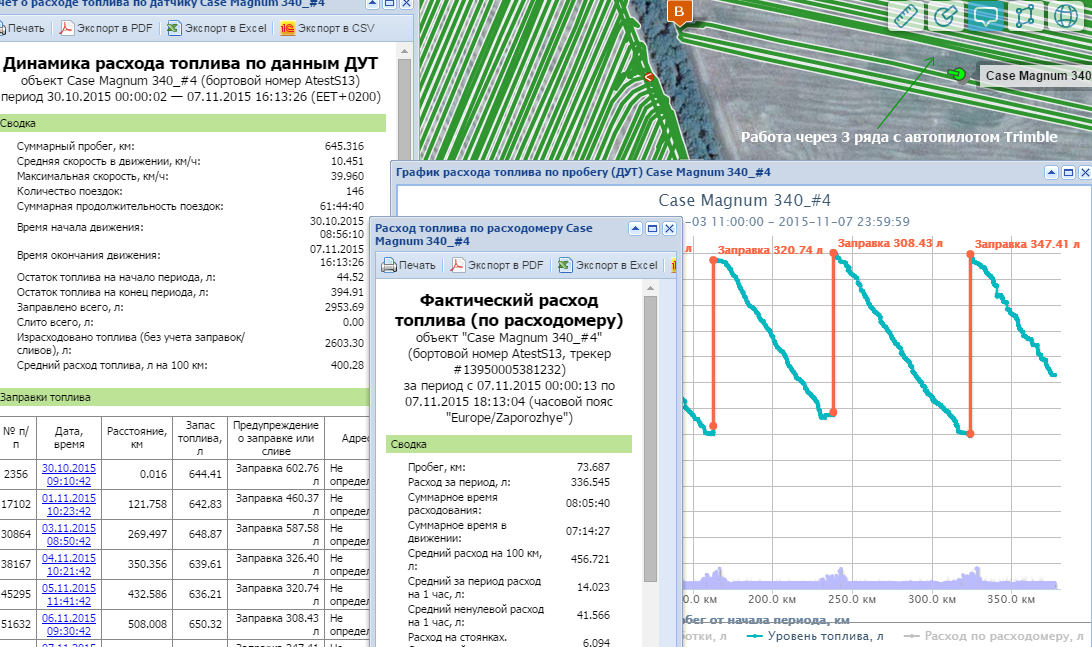 чет о расходе топлива по датчику Case Magnum 340_#4
Печать Экспорт в PDF Экспорт в Excel Экспорт в CSV
Динамика расхода топлива по данным ДУТ
объект Case Magnum 340_#4 (бортовой номер AtestS13)
период 30.10.2015 00:00:02 — 07.11.2015 16:13:26 (EET+0200)
Сводка
Суммарный пробег, км: 645.316
Средняя скорость в движении, км/ч: 10.451
Максимальная скорость, км/ч: 39.960
Количество поездок: 146
Суммарная продолжительность поездок: 61:44:40
Время начала движения: 30.10.2015
08:56:10
Время окончания движения: 07.11.2015
16:13:26
Остаток топлива на начало периода, л: 44.52
Остаток топлива на конец периода, л: 394.91
Заправлено всего, л: 2953.69
Слито всего, л: 0.00
Израсходовано топлива (без учета заправок/
сливов), л: 2603.30
Средний расход топлива, л на 100 км: 400.28
Заправки топлива
№ п/
п
Дата,
время
Расстояние,
км
Запас
топлива,
л
Предупреждение
о заправке или
сливе
Адрес
2356 30.10.2015
09:10:42 0.016 644.41 Заправка 602.76
л Не
определ
17102 01.11.2015
10:23:42 121.758 642.83 Заправка 460.37
л Не
определ
30864 03.11.2015
08:50:42 269.497 648.87 Заправка 587.58
л Не
определ
38167 04.11.2015
10:21:42 350.356 639.61 Заправка 326.40
л Не
определ
45295 05.11.2015
11:41:42 432.586 636.21 Заправка 320.74
л Не
определ
51632 06.11.2015
09:30:42 508.008 650.32 Заправка 308.43
л Не
определ
07.11.2015 Заправка 347.41 Не
B
Case Magnum 340
Работа через 3 ряда с автопилотом Trimble
График расхода топлива по пробегу (ДУТ) Case Magnum 340_#4
Case Magnum 340_#4
-03 11:00:00 - 2015-11-07 23:59:59
л
Заправка 320.74 л
Заправка 308.43 л
Заправка 347.41 л
0.0 км 200.0 км 250.0 км 300.0 км 350.0 км
бег от начала периода, км
ботки, л Уровень топлива, л Расход по расходомеру, л
Расход топлива по расходомеру Case
Magnum 340_#4
Печать Экспорт в PDF Экспорт в Excel
Фактический расход
топлива (по расходомеру)
объект "Case Magnum 340_#4"
(бортовой номер AtestS13, трекер
#13950005381232)
за период с 07.11.2015 00:00:13 по
07.11.2015 18:13:04 (часовой пояс
"Europe/Zaporozhye")
Сводка
Пробег, км: 73.687
Расход за период, л: 336.545
Суммарное время
расходования: 08:05:40
Суммарное время в
движении: 07:14:27
Средний расход на 100 км,
л: 456.721
Средний за период расход
на 1 час, л: 14.023
Средний ненулевой расход
на 1 час, л: 41.566
Расход на стоянках. 6.094